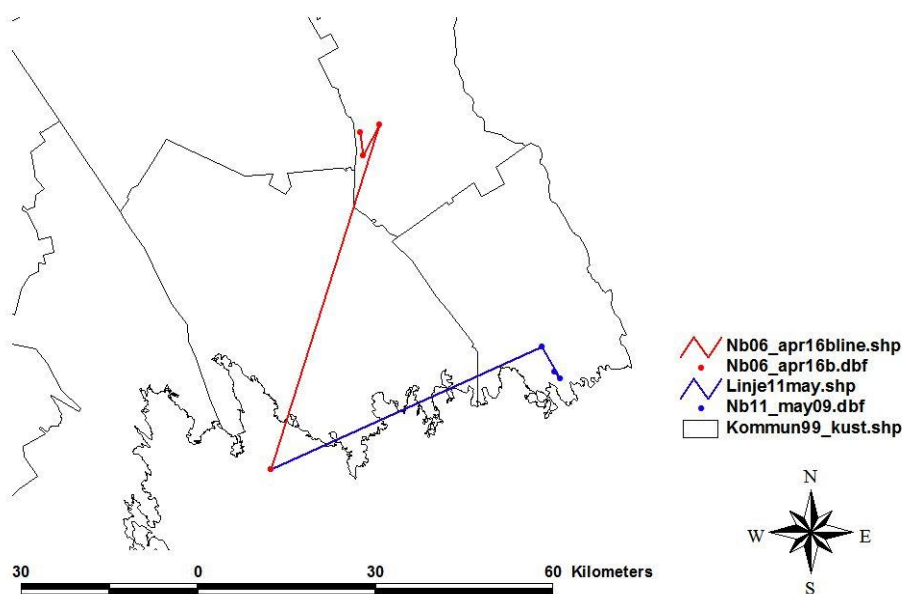 Nb06_apr16bline.shp
Nb06_apr16b.dbf
Linje11may.shp
Nb11_may09.dbf
Kommun99_kust.shp
N
W E
S
30 0 30 60 Kilometers